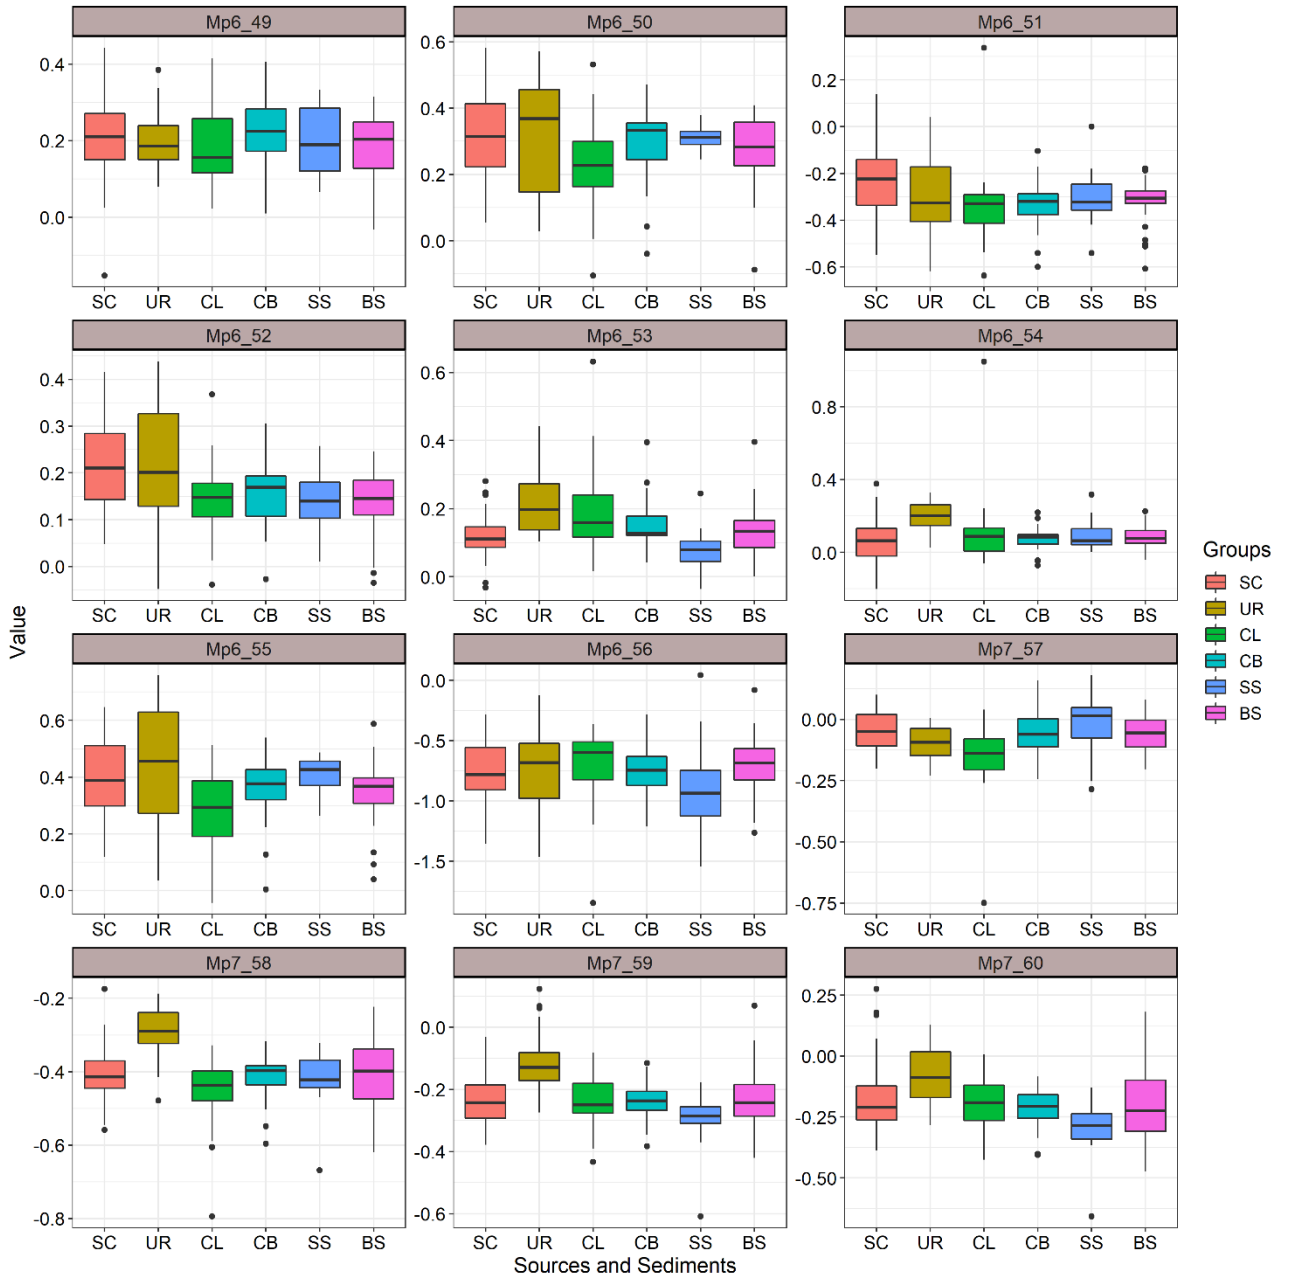 Mp6_49 Mp6_50 Mp6_51
0.4 0.2 0.0
0.6 0.4 0.2 0.0
0.2 0.0 -0.2 -0.4 -0.6
SC UR CL CB SS BS SC UR CL CB SS BS SC UR CL CB SS BS
Mp6_52 Mp6_53 Mp6_54
0.4 0.3 0.2 0.1 0.0
0.6 0.4 0.2 0.0
0.8 0.4 0.0
SC UR CL CB SS BS SC UR CL CB SS BS SC UR CL CB SS BS
Mp6_55 Mp6_56 Mp7_57
0.6 0.4 0.2 0.0
0.0 -0.5 -1.0 -1.5
0.00 -0.25 -0.50 -0.75
SC UR CL CB SS BS SC UR CL CB SS BS SC UR CL CB SS BS
Mp7_58 Mp7_59 Mp7_60
-0.2 -0.4 -0.6 -0.8
0.0 -0.2 -0.4 -0.6
0.25 0.00 -0.25 -0.50
SC UR CL CB SS BS SC UR CL CB SS BS SC UR CL CB SS BS
Value
Sources and Sediments
Groups
SC
UR
CL
CB
SS
BS